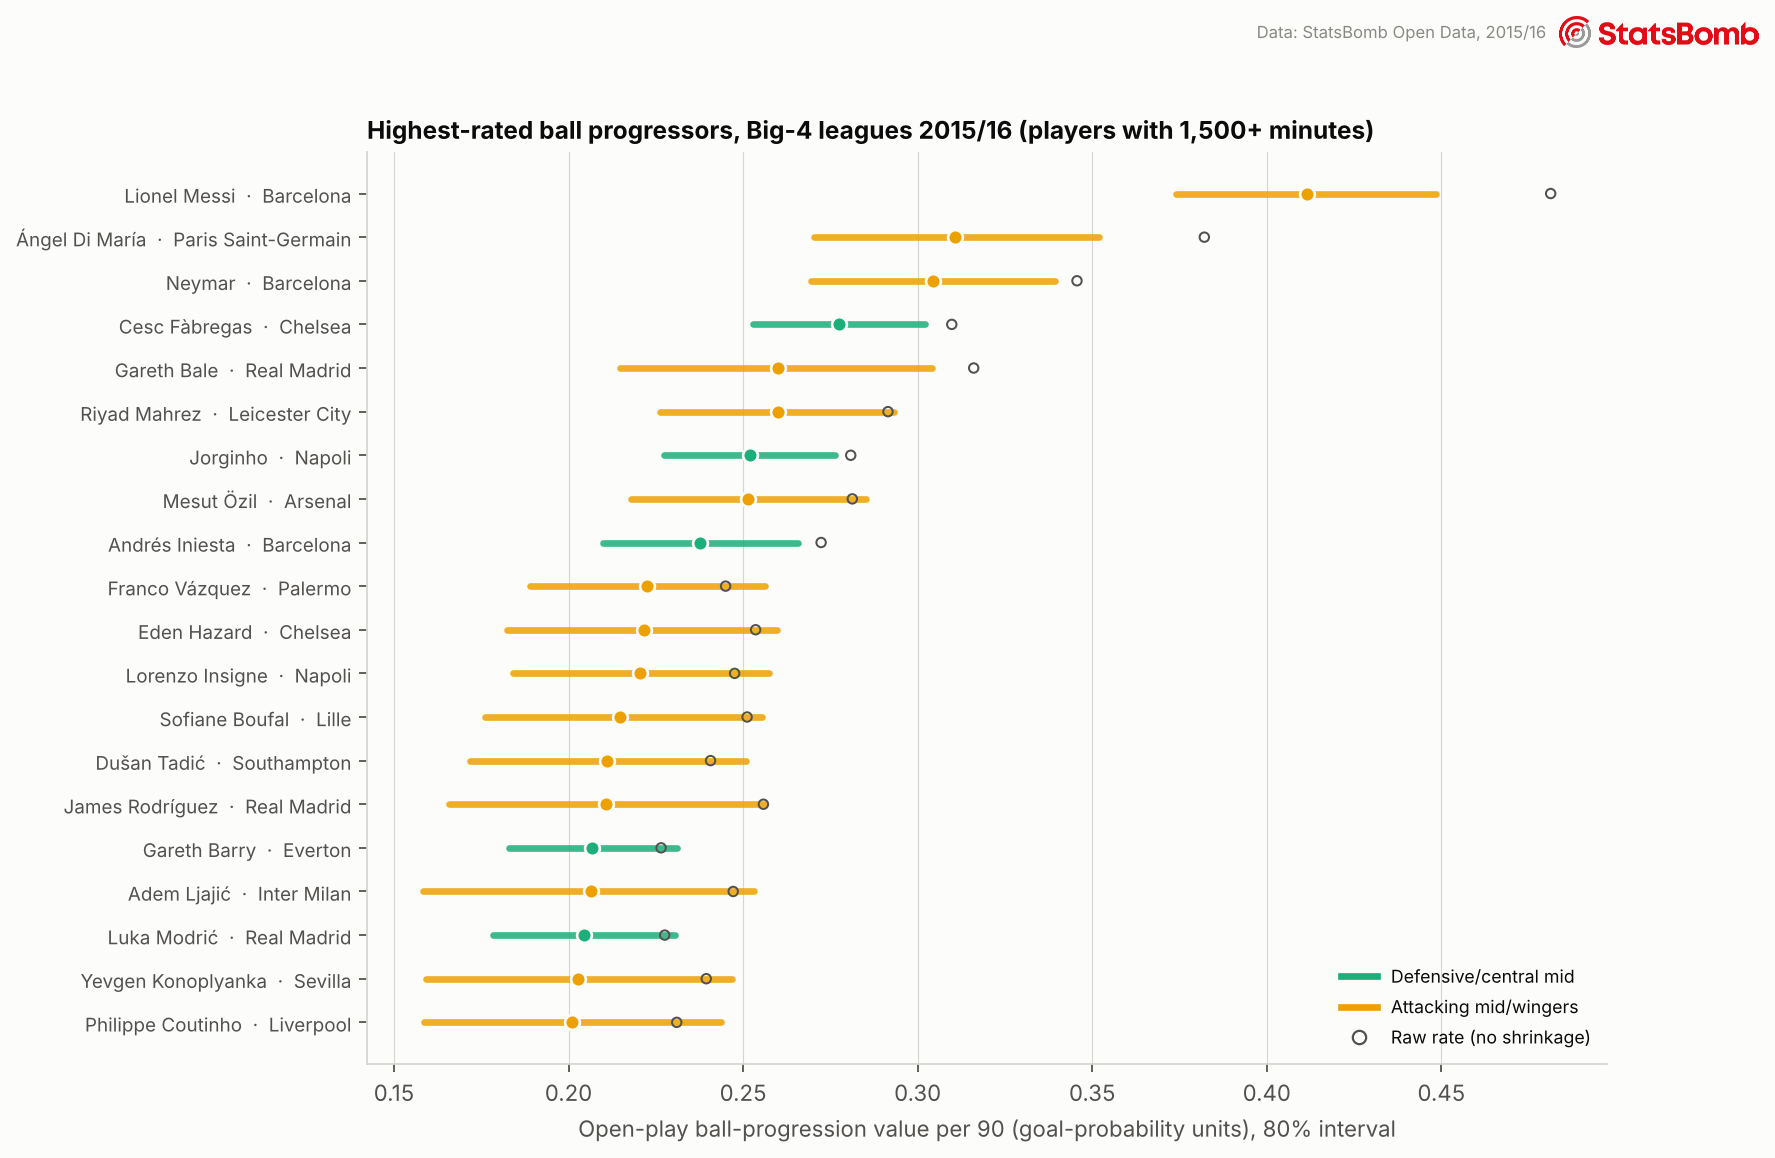 Data: StatsBomb Open Data, 2015/16 StatsBomb
Highest-rated ball progressors, Big-4 leagues 2015/16 (players with 1,500+ minutes)
Lionel Messi · Barcelona
Ángel Di María · Paris Saint-Germain
Neymar · Barcelona
Cesc Fàbregas · Chelsea
Gareth Bale · Real Madrid
Riyad Mahrez · Leicester City
Jorginho · Napoli
Mesut Özil · Arsenal
Andrés Iniesta · Barcelona
Franco Vázquez · Palermo
Eden Hazard · Chelsea
Lorenzo Insigne · Napoli
Sofiane Boufal · Lille
Dušan Tadić · Southampton
James Rodríguez · Real Madrid
Gareth Barry · Everton
Adem Ljajić · Inter Milan
Luka Modrić · Real Madrid
Yevgen Konoplyanka · Sevilla
Philippe Coutinho · Liverpool
Defensive/central mid
Attacking mid/wingers
Raw rate (no shrinkage)
0.15 0.20 0.25 0.30 0.35 0.40 0.45
Open-play ball-progression value per 90 (goal-probability units), 80% interval